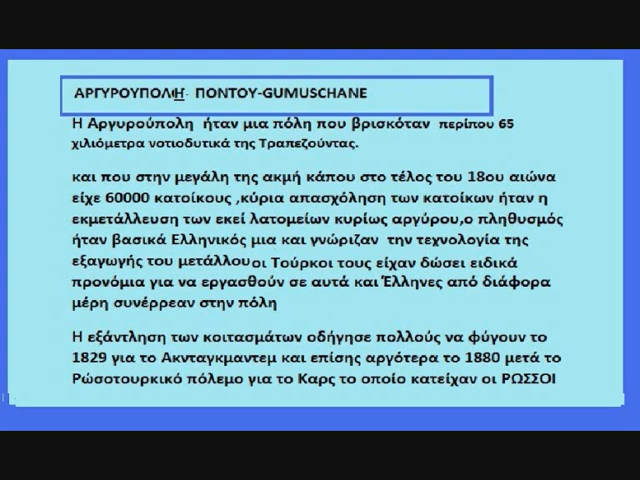 ΑΡΓΥΡΟΥΠΟΛΗ- ΠΟΝΤΟΥ-GUMUSCHANE
Η Αργυρούπολη ήταν μια πόλη που βρισκόταν περίπου 65
χιλιόμετρα νοτιοδυτικά της Τραπεζούντας.
και που στην μεγάλη της ακμή κάπου στο τέλος του 18ου αιώνα
είχε 60000 κατοίκους ,κύρια απασχόληση των κατοίκων ήταν η
εκμετάλλευση των εκεί λατομείων κυρίως αργύρου,ο πληθυσμός
ήταν βασικά Ελληνικός μια και γνώριζαν την τεχνολογία της
εξαγωγής του μετάλλου οι Τούρκοι τους είχαν δώσει ειδικά
προνόμια για να εργασθούν σε αυτά και Έλληνες από διάφορα
μέρη συνέρρεαν στην πόλη
Η εξάντληση των κοιτασμάτων οδήγησε πολλούς να φύγουν το
1829 για το Ακνταγκμαντεμ και επίσης αργότερα το 1880 μετά το
Ρώσοτουρκικό πόλεμο για το Καρς το οποίο κατείχαν οι ΡΩΣΣΟΙ